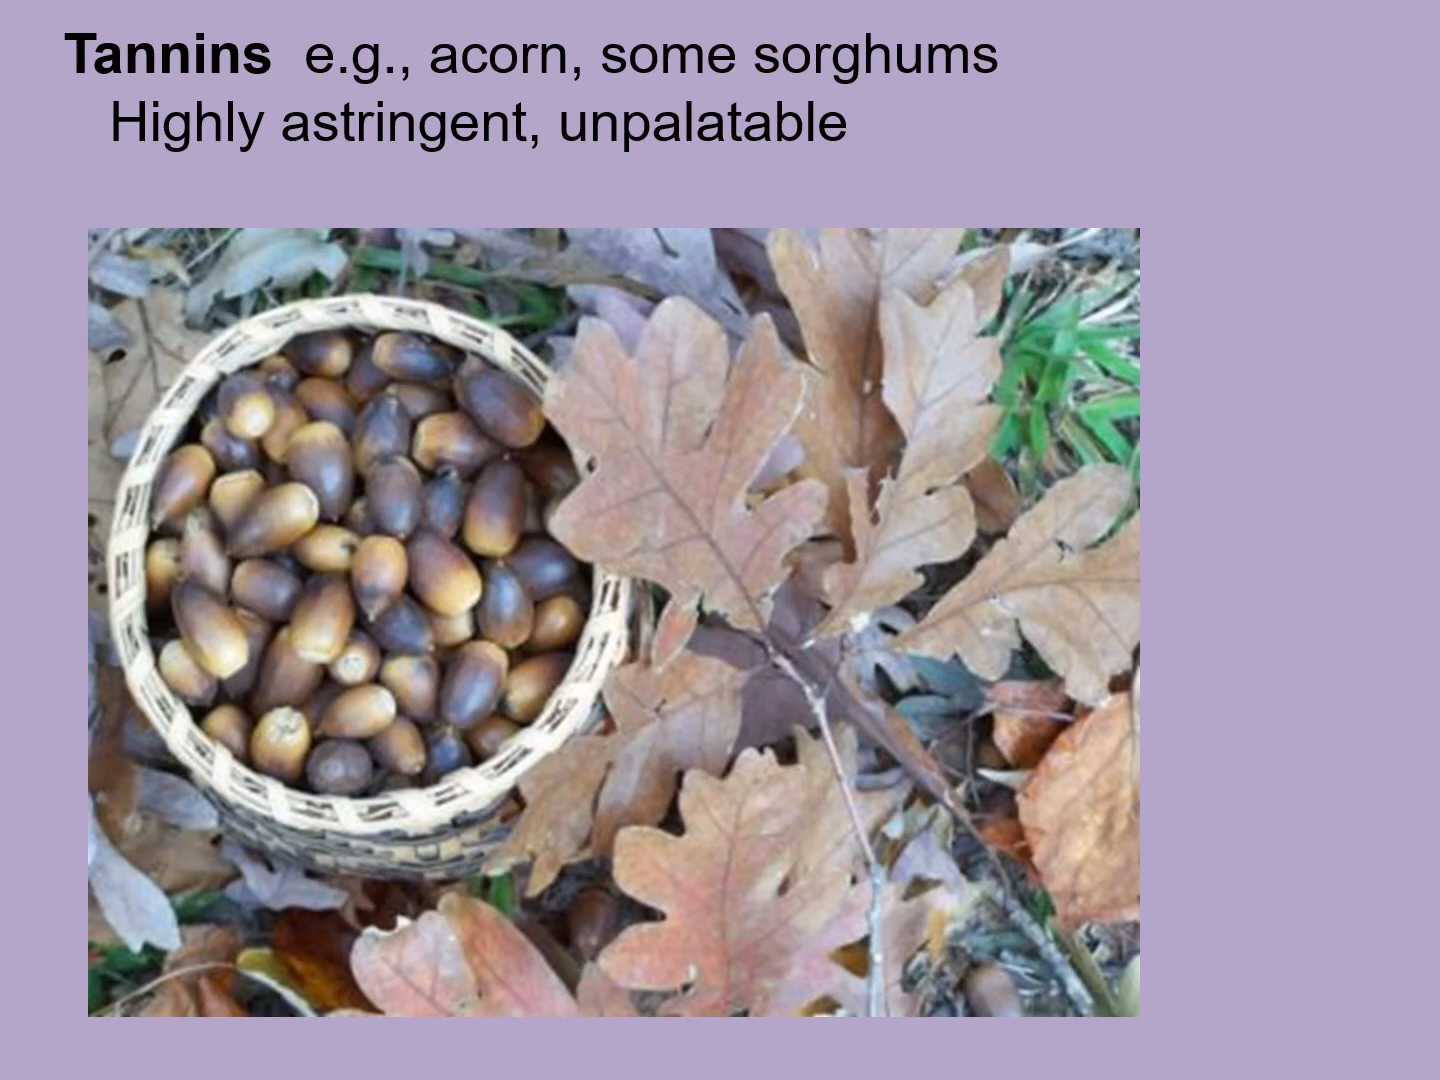 Tannins e.g., acorn, some sorghums
Highly astringent, unpalatable